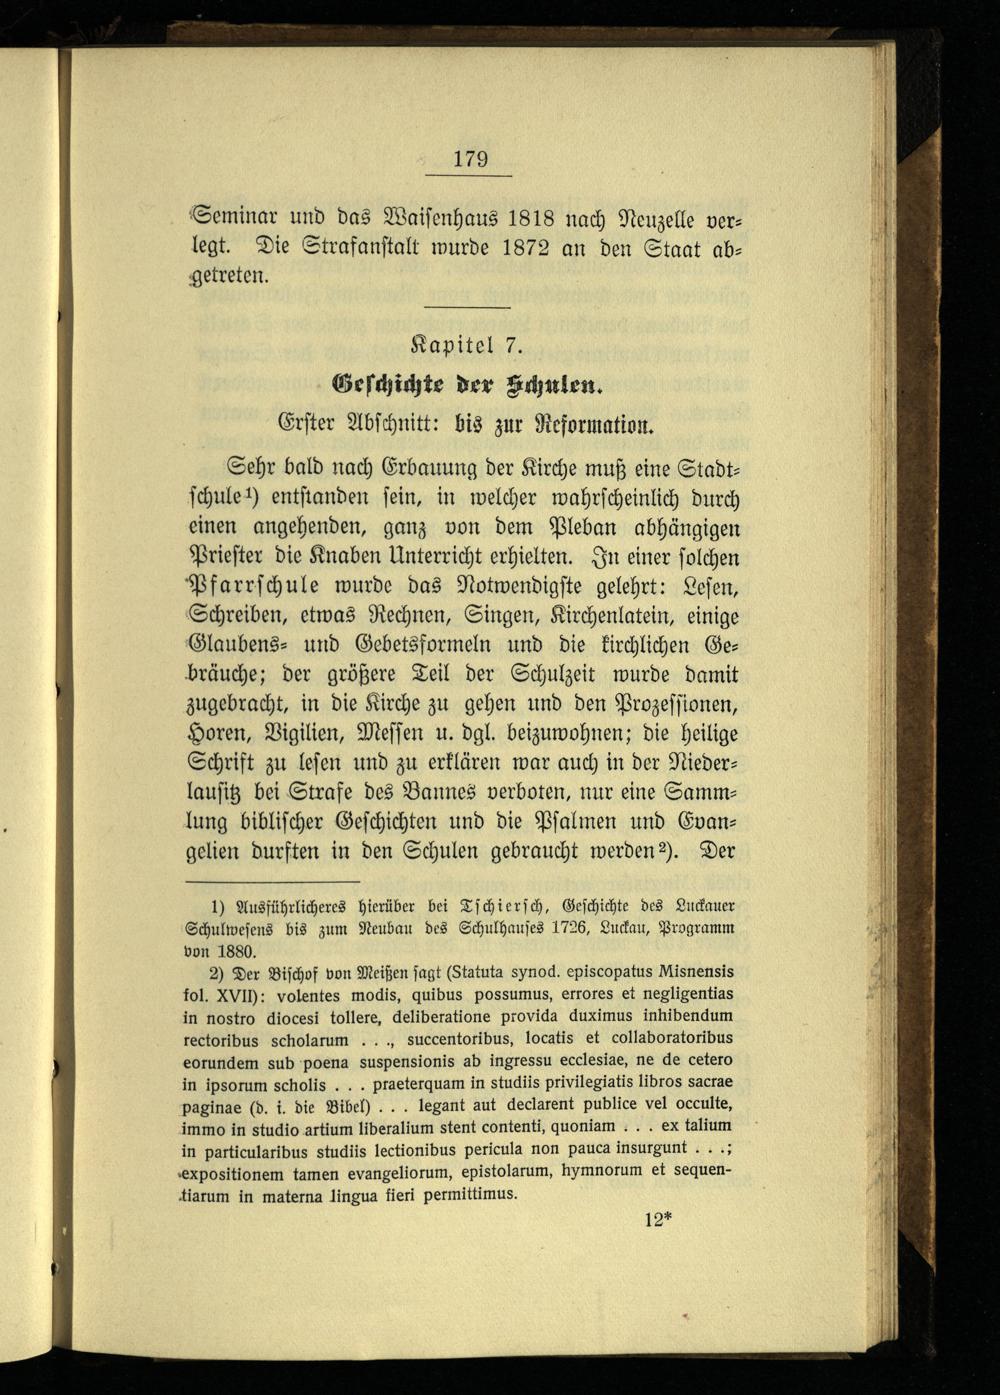 179
Seminar und das Waisenhaus 1818 nach Neuzelle ver-
legt. Die Strafanstalt wurde 1872 an den Staat ab-
getreten.
Kapitel 7.
Geschichte der Schulen.
Erster Abschnitt: bis zur Reformation.
Sehr bald nach Erbauung der Kirche muß eine Stadt-
schule¹) entstanden sein, in welcher wahrscheinlich durch
einen angehenden, ganz von dem Pleban abhängigen
Priester die Knaben Unterricht erhielten. In einer solchen
Pfarrschule wurde das Notwendigste gelehrt: Lesen,
Schreiben, etwas Rechnen, Singen, Kirchenlatein, einige
Glaubens- und Gebetsformeln und die kirchlichen Ge-
bräuche; der größere Teil der Schulzeit wurde damit
zugebracht, in die Kirche zu gehen und den Prozessionen,
Horen, Vigilien, Messen u. dgl. beizuwohnen; die heilige
Schrift zu lesen und zu erklären war auch in der Nieder-
lausitz bei Strafe des Bannes verboten, nur eine Samm-
lung biblischer Geschichten und die Psalmen und Evan-
gelien durften in den Schulen gebraucht werden²). Der
1) Ausführlicheres hierüber bei Tschiersch, Geschichte des Luckauer
Schulwesens bis zum Neubau des Schulhauses 1726, Luckau, Programm
von 1880.
2) Der Bischof von Meißen sagt (Statuta synod. episcopatus Misnensis
fol. XVII): volentes modis, quibus possumus, errores et negligentias
in nostro diocesi tollere, deliberatione provida duximus inhibendum
rectoribus scholarum . . ., succentoribus, locatis et collaboratoribus
eorundem sub poena suspensionis ab ingressu ecclesiae, ne de cetero
in ipsorum scholis . . . praeterquam in studiis privilegiatis libros sacrae
paginae (d. i. die Bibel) . . . legant aut declarent publice vel occulte,
immo in studio artium liberalium stent contenti, quoniam . . . ex talium
in particularibus studiis lectionibus pericula non pauca insurgunt . . .;
expositionem tamen evangeliorum, epistolarum, hymnorum et sequen-
tiarum in materna lingua fieri permittimus.
12*